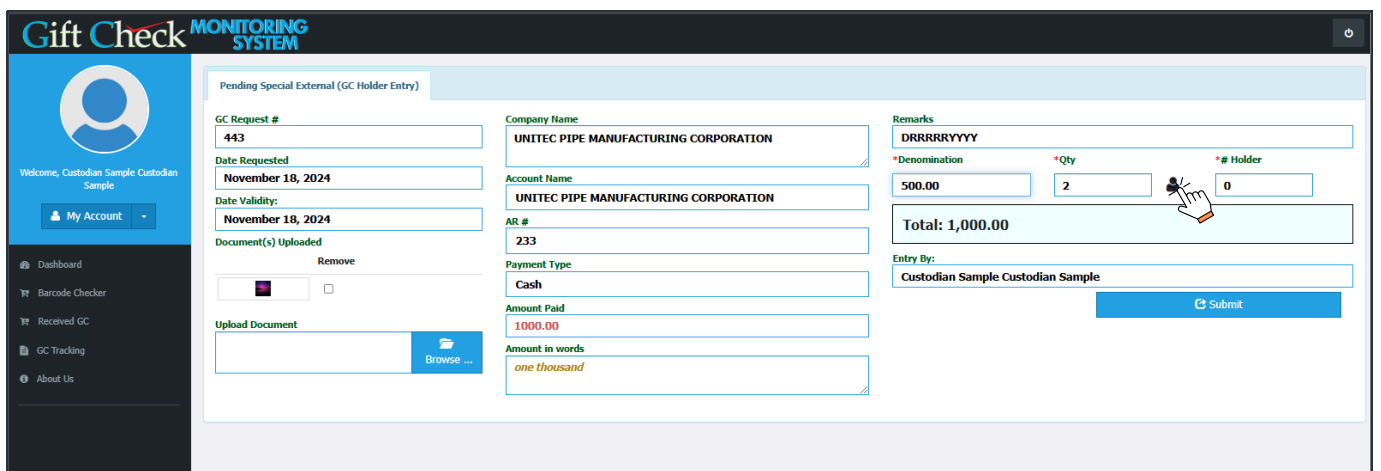 Gift Check MONITORING SYSTEM
Welcome, Custodian Sample Custodian
Sample
My Account
Dashboard
Barcode Checker
Received GC
GC Tracking
About Us
Pending Special External (GC Holder Entry)
GC Request #
443
Date Requested
November 18, 2024
Date Validity:
November 18, 2024
Document(s) Uploaded
Remove
Upload Document
Browse ...
Company Name
UNITEC PIPE MANUFACTURING CORPORATION
Account Name
UNITEC PIPE MANUFACTURING CORPORATION
AR #
233
Payment Type
Cash
Amount Paid
1000.00
Amount in words
one thousand
Remarks
DRRRRRYYYY
*Denomination *Qty *# Holder
500.00 2 0
Total: 1,000.00
Entry By:
Custodian Sample Custodian Sample
Submit